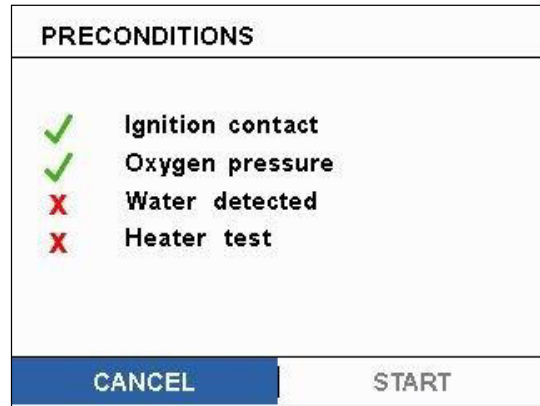 PRECONDITIONS
Ignition contact
Oxygen pressure
X Water detected
X Heater test
CANCEL START